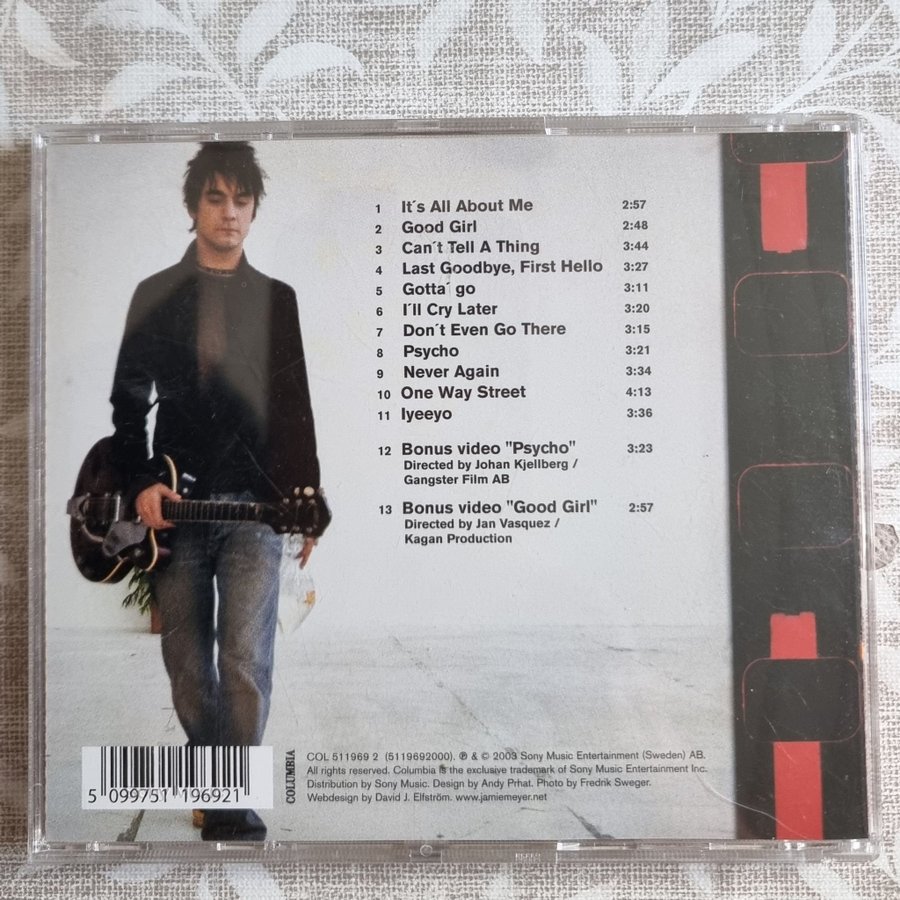 1 It´s All About Me 2:57
2 Good Girl 2:48
3 Can´t Tell A Thing 3:44
4 Last Goodbye, First Hello 3:27
5 Gotta´ go 3:11
6 I´ll Cry Later 3:20
7 Don´t Even Go There 3:15
8 Psycho 3:21
9 Never Again 3:34
10 One Way Street 4:13
11 Iyeeyo 3:36
12 Bonus video "Psycho" 3:23
Directed by Johan Kjellberg /
Gangster Film AB
13 Bonus video "Good Girl" 2:57
Directed by Jan Vasquez /
Kagan Production
5 099751 196921
COLUMBIA
COL 511969 2 (5119692000). ℗ & © 2003 Sony Music Entertainment (Sweden) AB.
All rights reserved. Columbia is the exclusive trademark of Sony Music Entertainment Inc.
Distribution by Sony Music. Design by Andy Prhat. Photo by Fredrik Sweger.
Webdesign by David J. Elfström. www.jamiemeyer.net